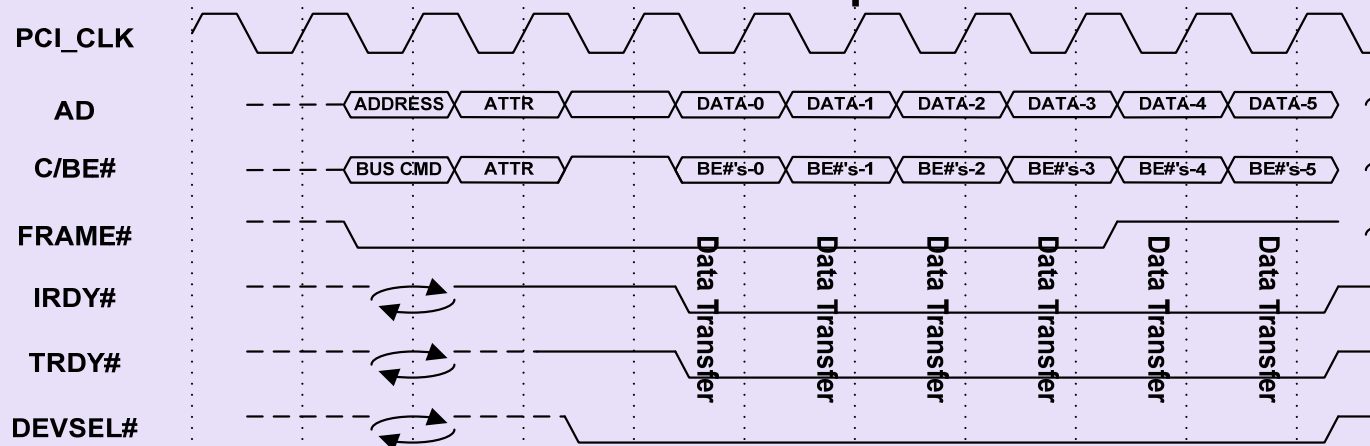 PCI_CLK
AD
ADDRESS ATTR DATA-0 DATA-1 DATA-2 DATA-3 DATA-4 DATA-5
C/BE#
BUS CMD ATTR BE#'s-0 BE#'s-1 BE#'s-2 BE#'s-3 BE#'s-4 BE#'s-5
FRAME#
IRDY#
TRDY#
DEVSEL#
Data Transfer
Data Transfer
Data Transfer
Data Transfer
Data Transfer
Data Transfer